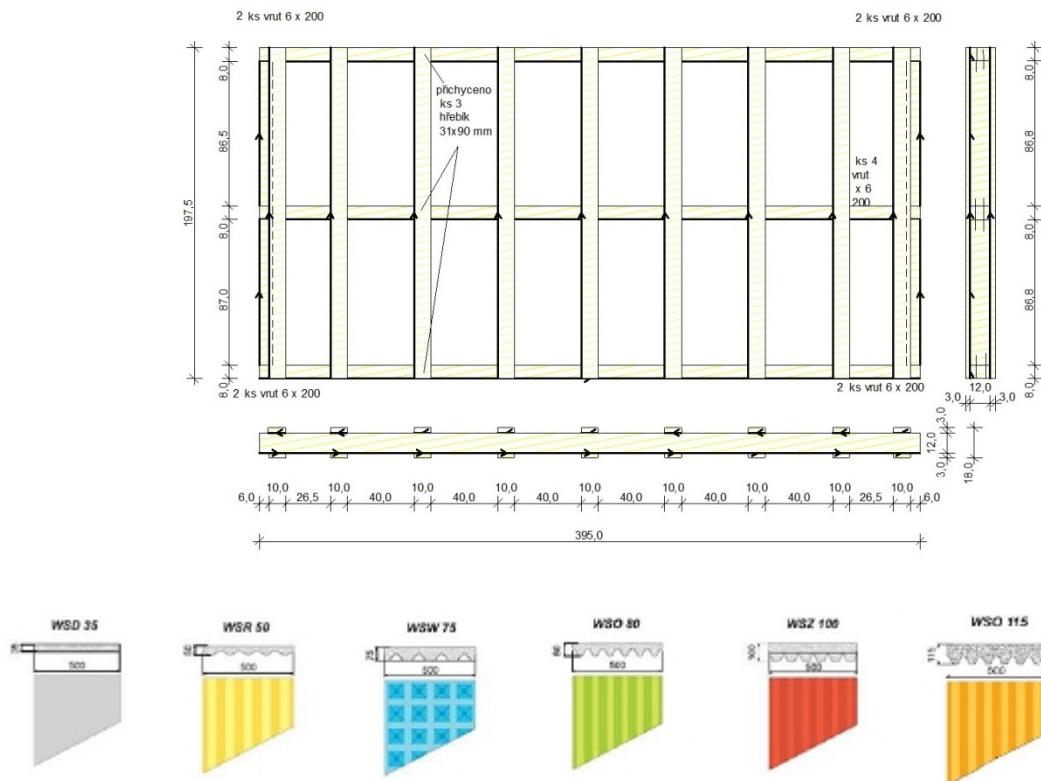 2 ks vrut 6 x 200
2 ks vrut 6 x 200
přichyceno
ks 3
hřebík
31x90 mm
ks 4
vrut
x 6
200
8,0
86,5
8,0
87,0
8,0
197,5
8,0
86,8
8,0
86,8
8,0
2 ks vrut 6 x 200
2 ks vrut 6 x 200
12,0
3,0
3,0
3,0
12,0
3,0
18,0
10,0 10,0 10,0 10,0 10,0 10,0 10,0 10,0 10,0
6,0 26,5 40,0 40,0 40,0 40,0 40,0 40,0 26,5 6,0
395,0
WSD 35
WSR 50
WSW 75
WSO 80
WSZ 100
WSO 115
35
500
50
500
75
500
80
500
100
500
115
500